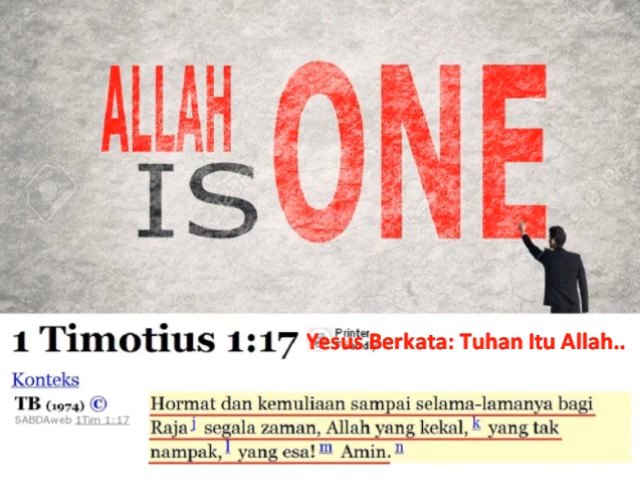 ALLAH
IS ONE
1 Timotius 1:17 Yesus Berkata: Tuhan Itu Allah..
Printer
Konteks
TB (1974) ©
SABDAweb 1Tim 1:17
Hormat dan kemuliaan sampai selama-lamanya bagi
Raja j segala zaman, Allah yang kekal, k yang tak
nampak, l yang esa! m Amin. n